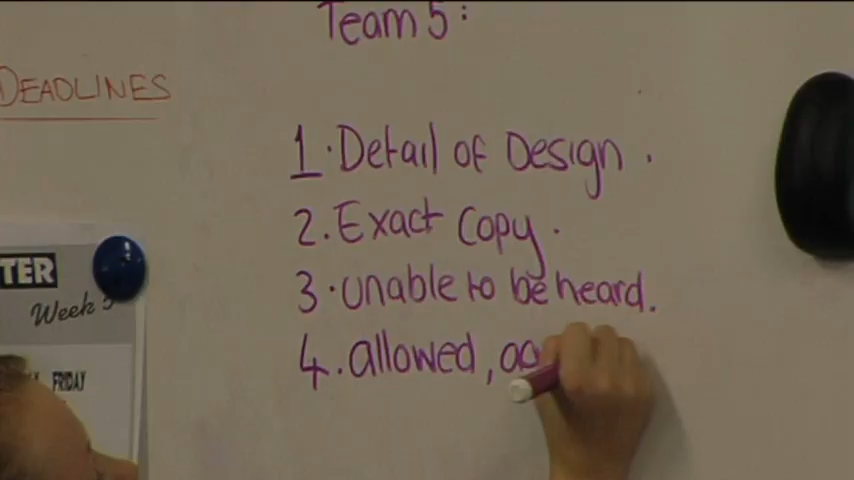 Team 5:
DEADLINES
1. Detail of Design.
2. Exact Copy.
3. unable to be heard.
4. allowed,
TER
Week 5
FRIDAY